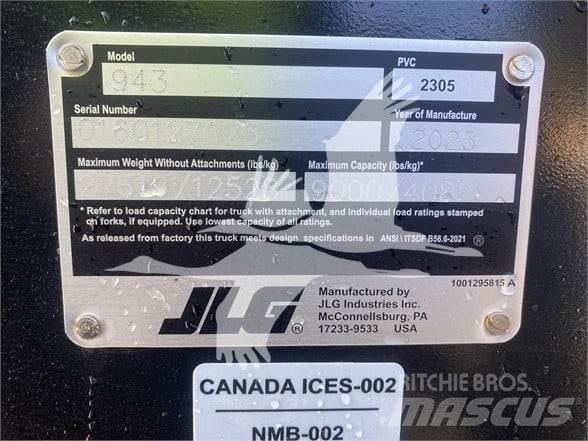 Model
PVC
943
2305
Serial Number
Year of Manufacture
2023
Maximum Weight Without Attachments (lbs/kg)
Maximum Capacity (lbs/kg)*
* Refer to load capacity chart for truck with attachment, and individual load ratings stamped
on forks, if equipped. Use lowest capacity of all ratings.
As released from factory this truck meets design specifications in ANSI \ ITSDF B56.6-2021 ®
1001295815 A
JLG ®
Manufactured by
JLG Industries Inc.
McConnellsburg, PA
17233-9533 USA
CANADA ICES-002
NMB-002
RITCHIE BROS.
MASCUS